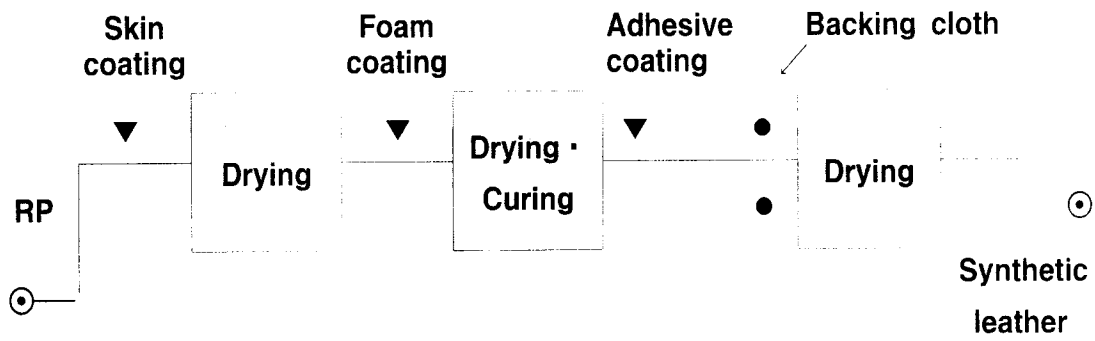 Skin
coating
Foam
coating
Adhesive
coating
Backing cloth
RP
Drying
Drying ·
Curing
Drying
Synthetic
leather